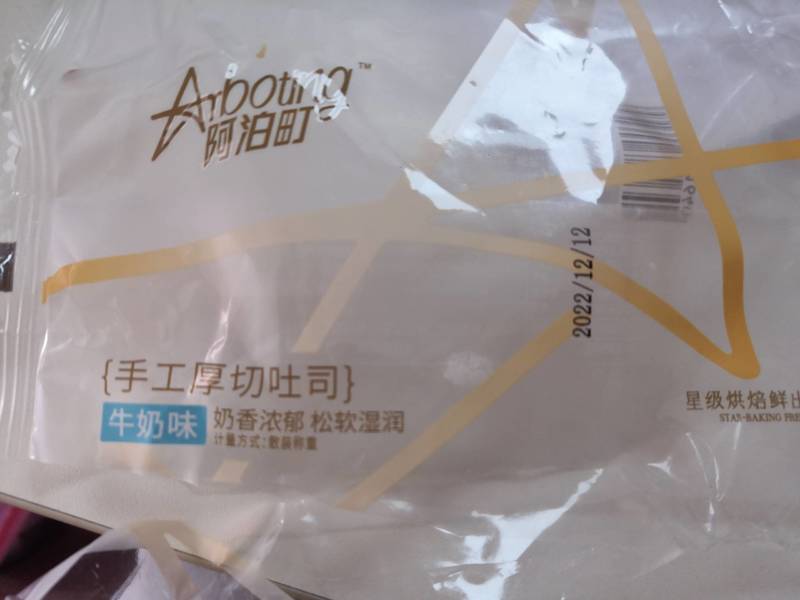 Arboting™
阿泊町
2022/12/12
{手工厚切吐司}
牛奶味 奶香浓郁 松软湿润
计量方式:散装称重
星级烘焙鲜出
STAR-BAKING FRE